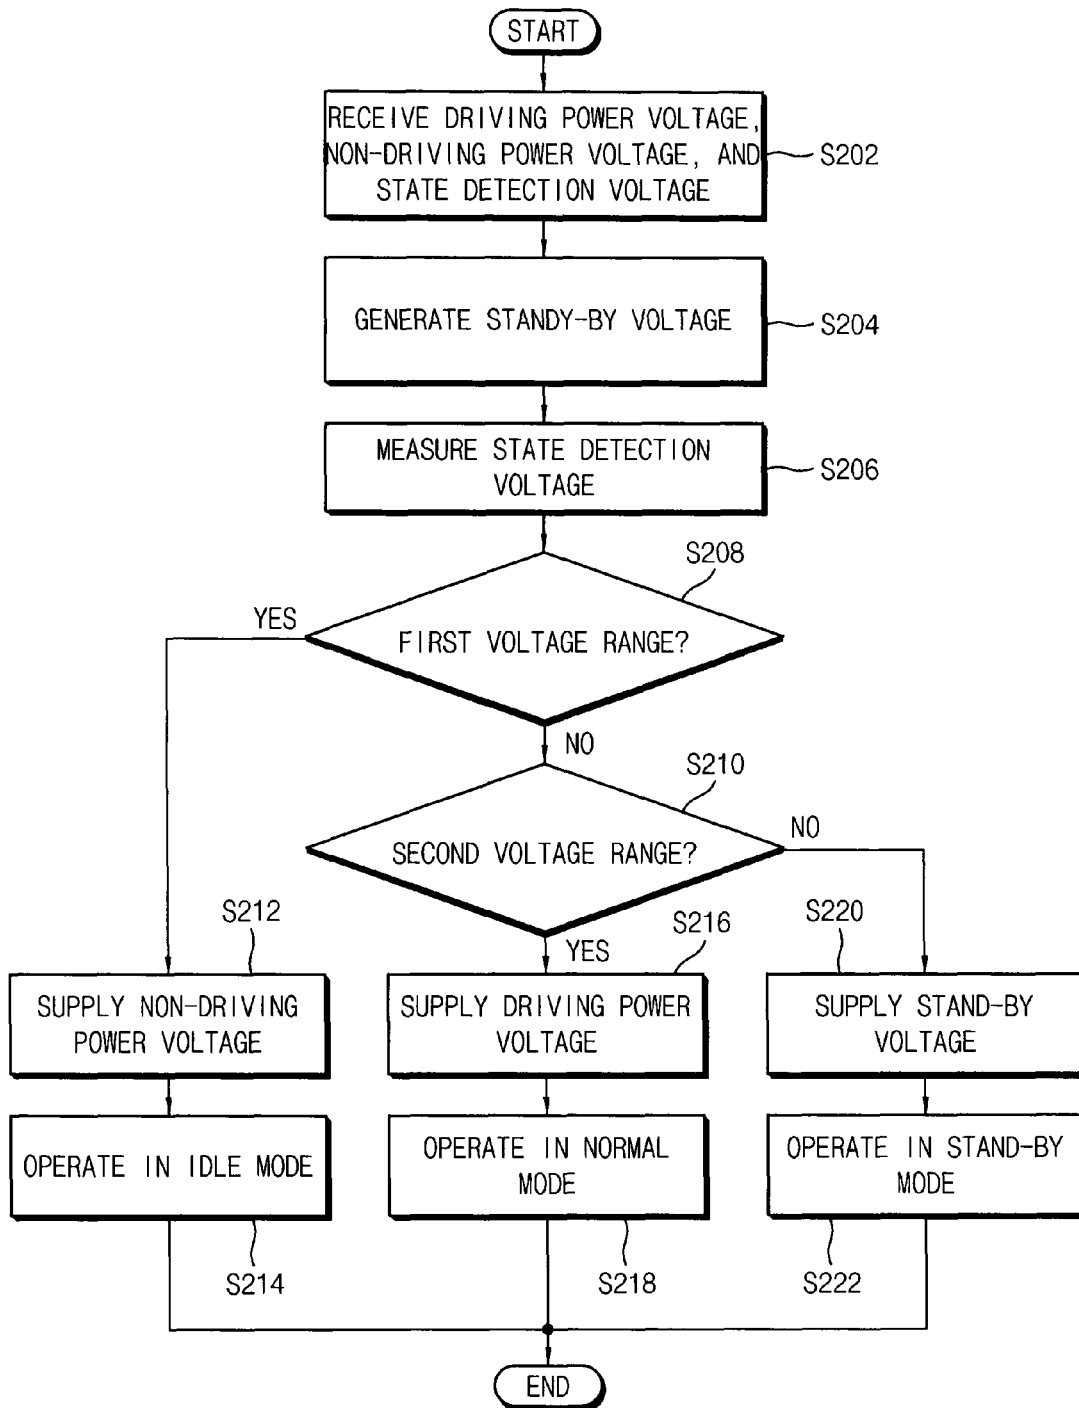 START
RECEIVE DRIVING POWER VOLTAGE,
NON-DRIVING POWER VOLTAGE, AND
STATE DETECTION VOLTAGE
S202
GENERATE STANDY-BY VOLTAGE
S204
MEASURE STATE DETECTION
VOLTAGE
S206
S208
YES
FIRST VOLTAGE RANGE?
NO
S210
SECOND VOLTAGE RANGE?
NO
YES
S212
SUPPLY NON-DRIVING
POWER VOLTAGE
S216
SUPPLY DRIVING POWER
VOLTAGE
S220
SUPPLY STAND-BY
VOLTAGE
OPERATE IN IDLE MODE
S214
OPERATE IN NORMAL
MODE
S218
OPERATE IN STAND-BY
MODE
S222
END